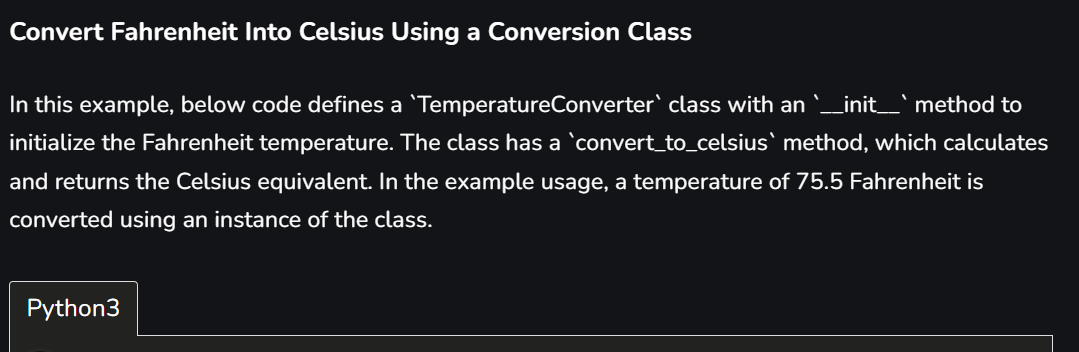 Convert Fahrenheit Into Celsius Using a Conversion Class
In this example, below code defines a `TemperatureConverter` class with an `__init__` method to
initialize the Fahrenheit temperature. The class has a `convert_to_celsius` method, which calculates
and returns the Celsius equivalent. In the example usage, a temperature of 75.5 Fahrenheit is
converted using an instance of the class.
Python3